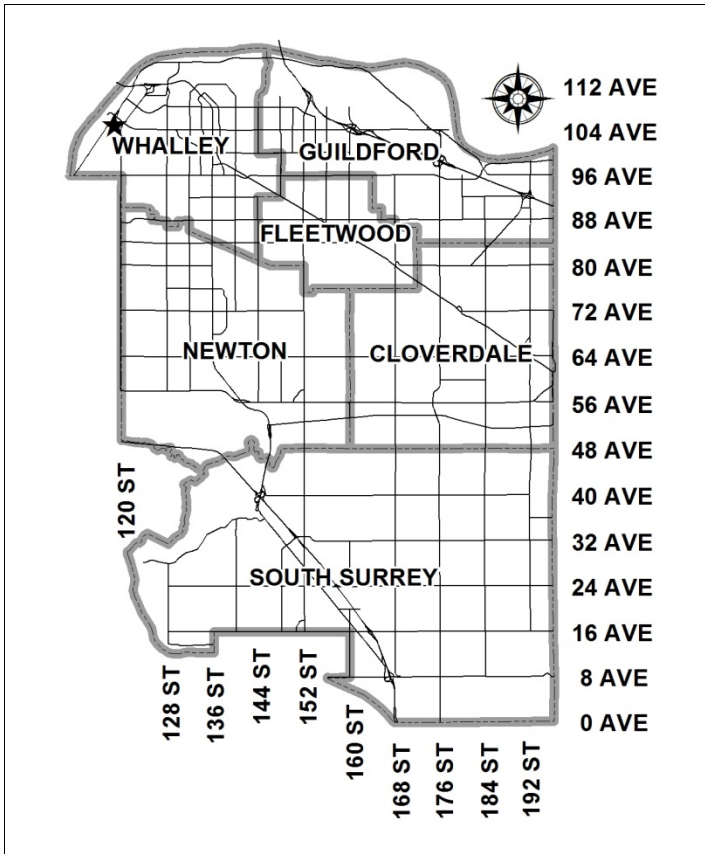 112 AVE
104 AVE
WHALLEY
GUILDFORD
96 AVE
88 AVE
FLEETWOOD
80 AVE
72 AVE
NEWTON
CLOVERDALE
64 AVE
56 AVE
48 AVE
120 ST
40 AVE
32 AVE
SOUTH SURREY
24 AVE
16 AVE
128 ST
136 ST
144 ST
152 ST
160 ST
8 AVE
0 AVE
168 ST
176 ST
184 ST
192 ST